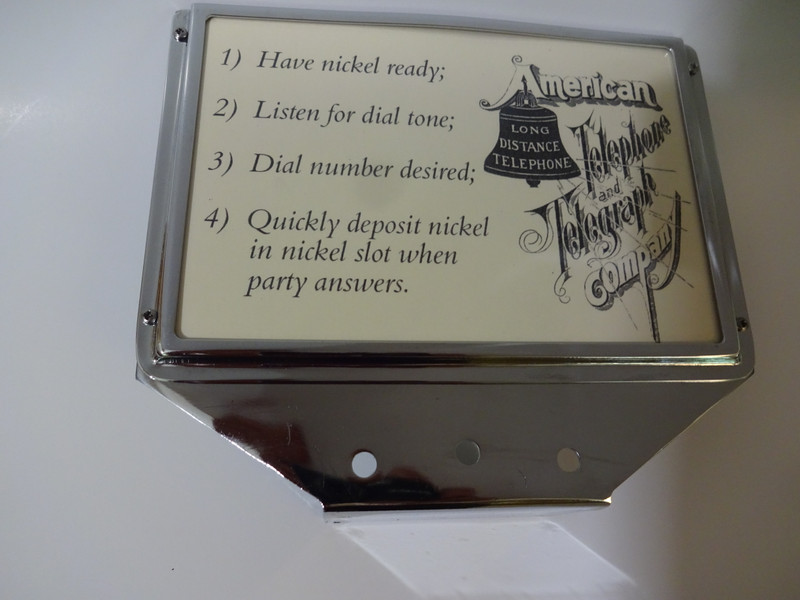 1) Have nickel ready;
2) Listen for dial tone;
3) Dial number desired;
4) Quickly deposit nickel
in nickel slot when
party answers.
American
LONG
DISTANCE
TELEPHONE
Telephone
and
Telegraph
Company